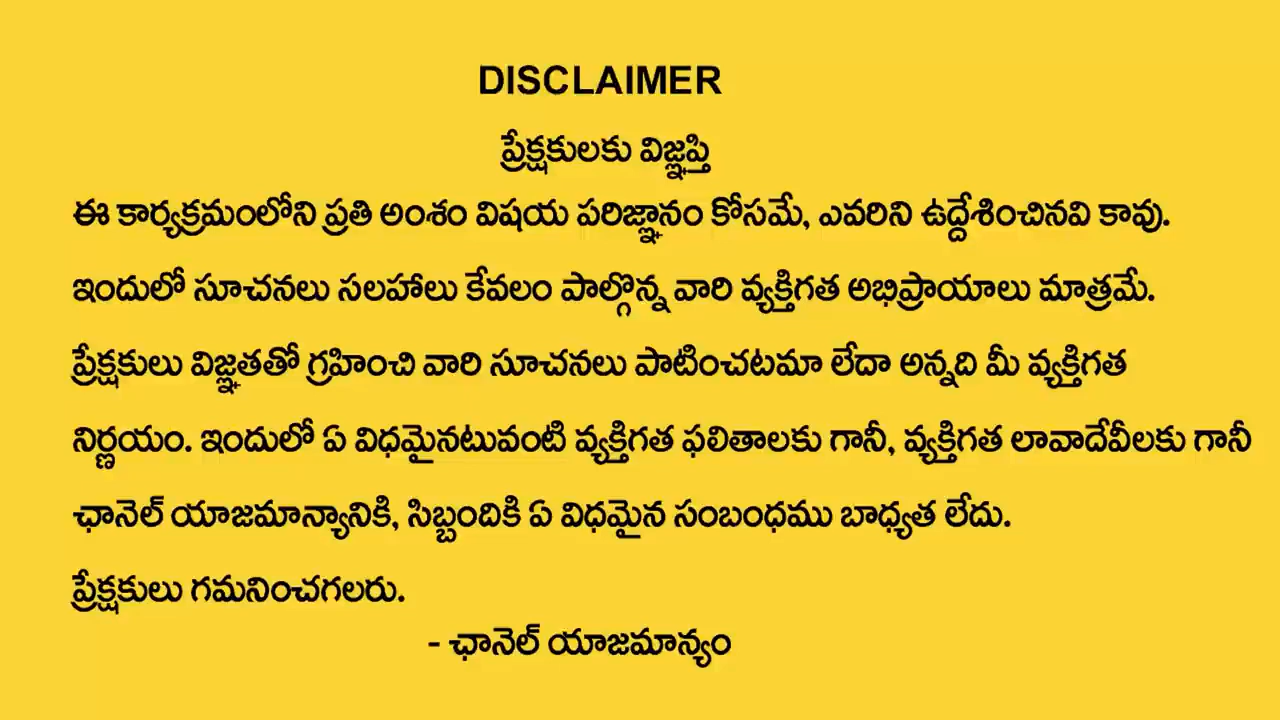 DISCLAIMER
ప్రేక్షకులకు విజ్ఞప్తి
ఈ కార్యక్రమంలోని ప్రతి అంశం విషయ పరిజ్ఞానం కోసమే, ఎవరిని ఉద్దేశించినవి కావు.
ఇందులో సూచనలు సలహాలు కేవలం పాల్గొన్న వారి వ్యక్తిగత అభిప్రాయాలు మాత్రమే.
ప్రేక్షకులు విజ్ఞతతో గ్రహించి వారి సూచనలు పాటించటమా లేదా అన్నది మీ వ్యక్తిగత
నిర్ణయం. ఇందులో ఏ విధమైనటువంటి వ్యక్తిగత ఫలితాలకు గానీ, వ్యక్తిగత లావాదేవీలకు గానీ
ఛానెల్ యాజమాన్యానికి, సిబ్బందికి ఏ విధమైన సంబంధము బాధ్యత లేదు.
ప్రేక్షకులు గమనించగలరు.
- ఛానెల్ యాజమాన్యం